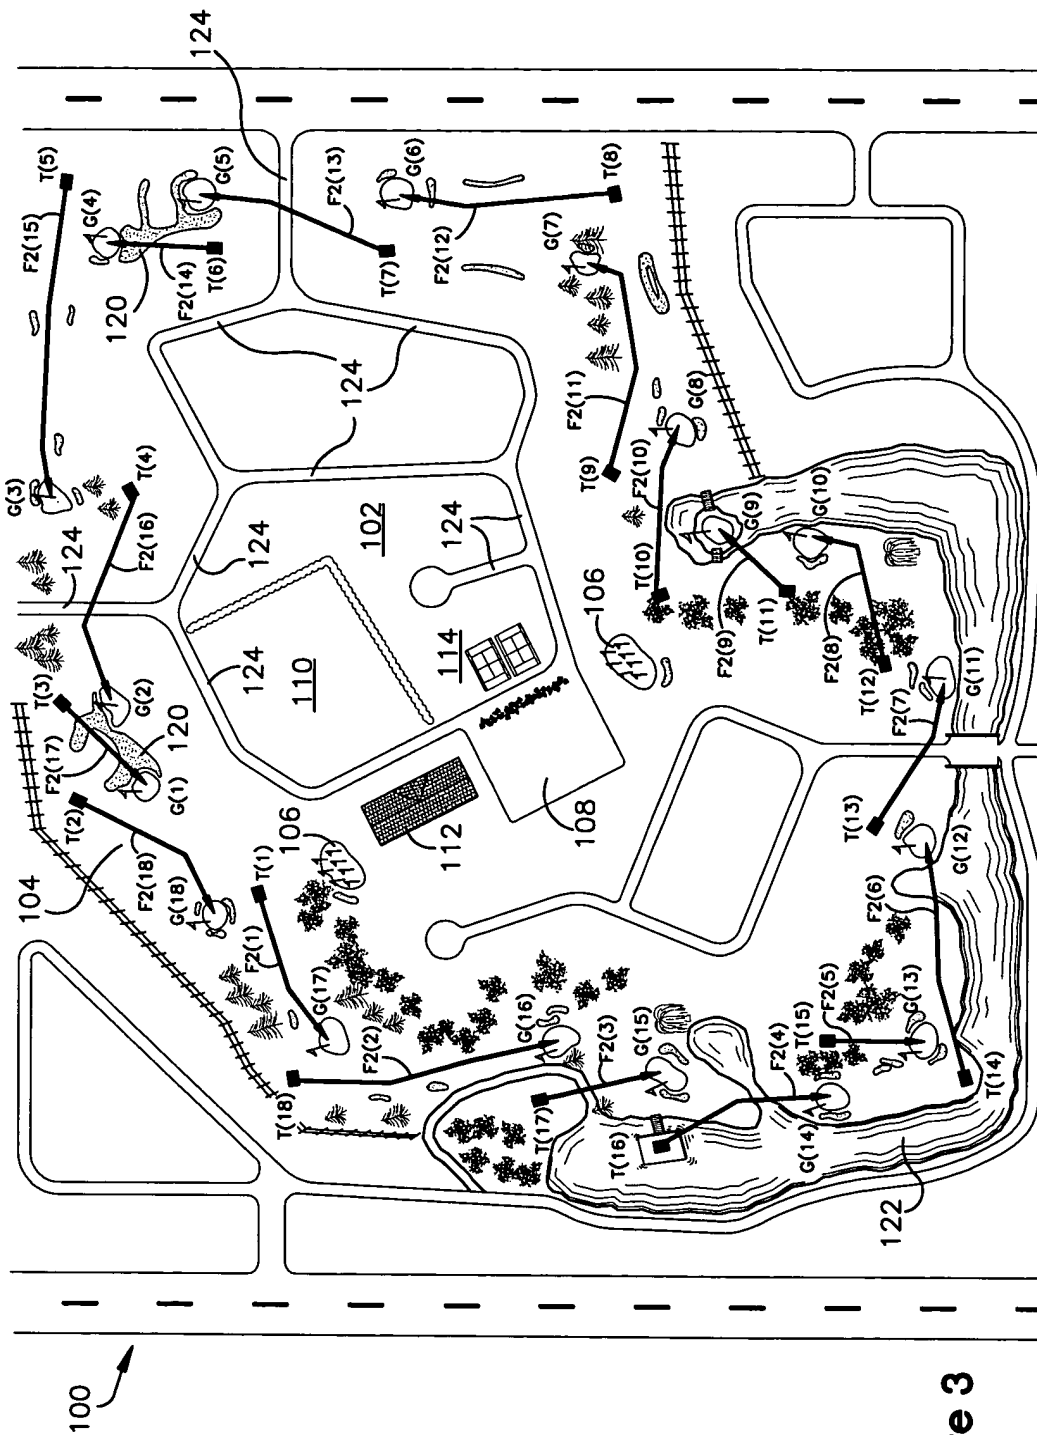 100
104
124
T(5)
F2(15)
G(4)
120
F2(14)
T(6)
G(5)
124
F2(13)
T(7)
G(6)
F2(12)
T(8)
G(3)
T(4)
F2(16)
124
124
124
102
124
124
110
114
T(3)
G(2)
F2(17)
120
G(1)
T(2)
F2(18)
G(18)
106
T(1)
F2(1)
G(17)
112
108
106
G(7)
F2(11)
T(9)
G(8)
F2(10)
T(10)
G(9)
F2(9)
T(11)
G(10)
F2(8)
T(12)
G(11)
F2(7)
T(13)
G(12)
F2(6)
T(14)
T(18)
F2(2)
G(16)
T(17)
F2(3)
G(15)
T(16)
F2(4)
G(14)
T(15)
F2(5)
G(13)
122
e 3